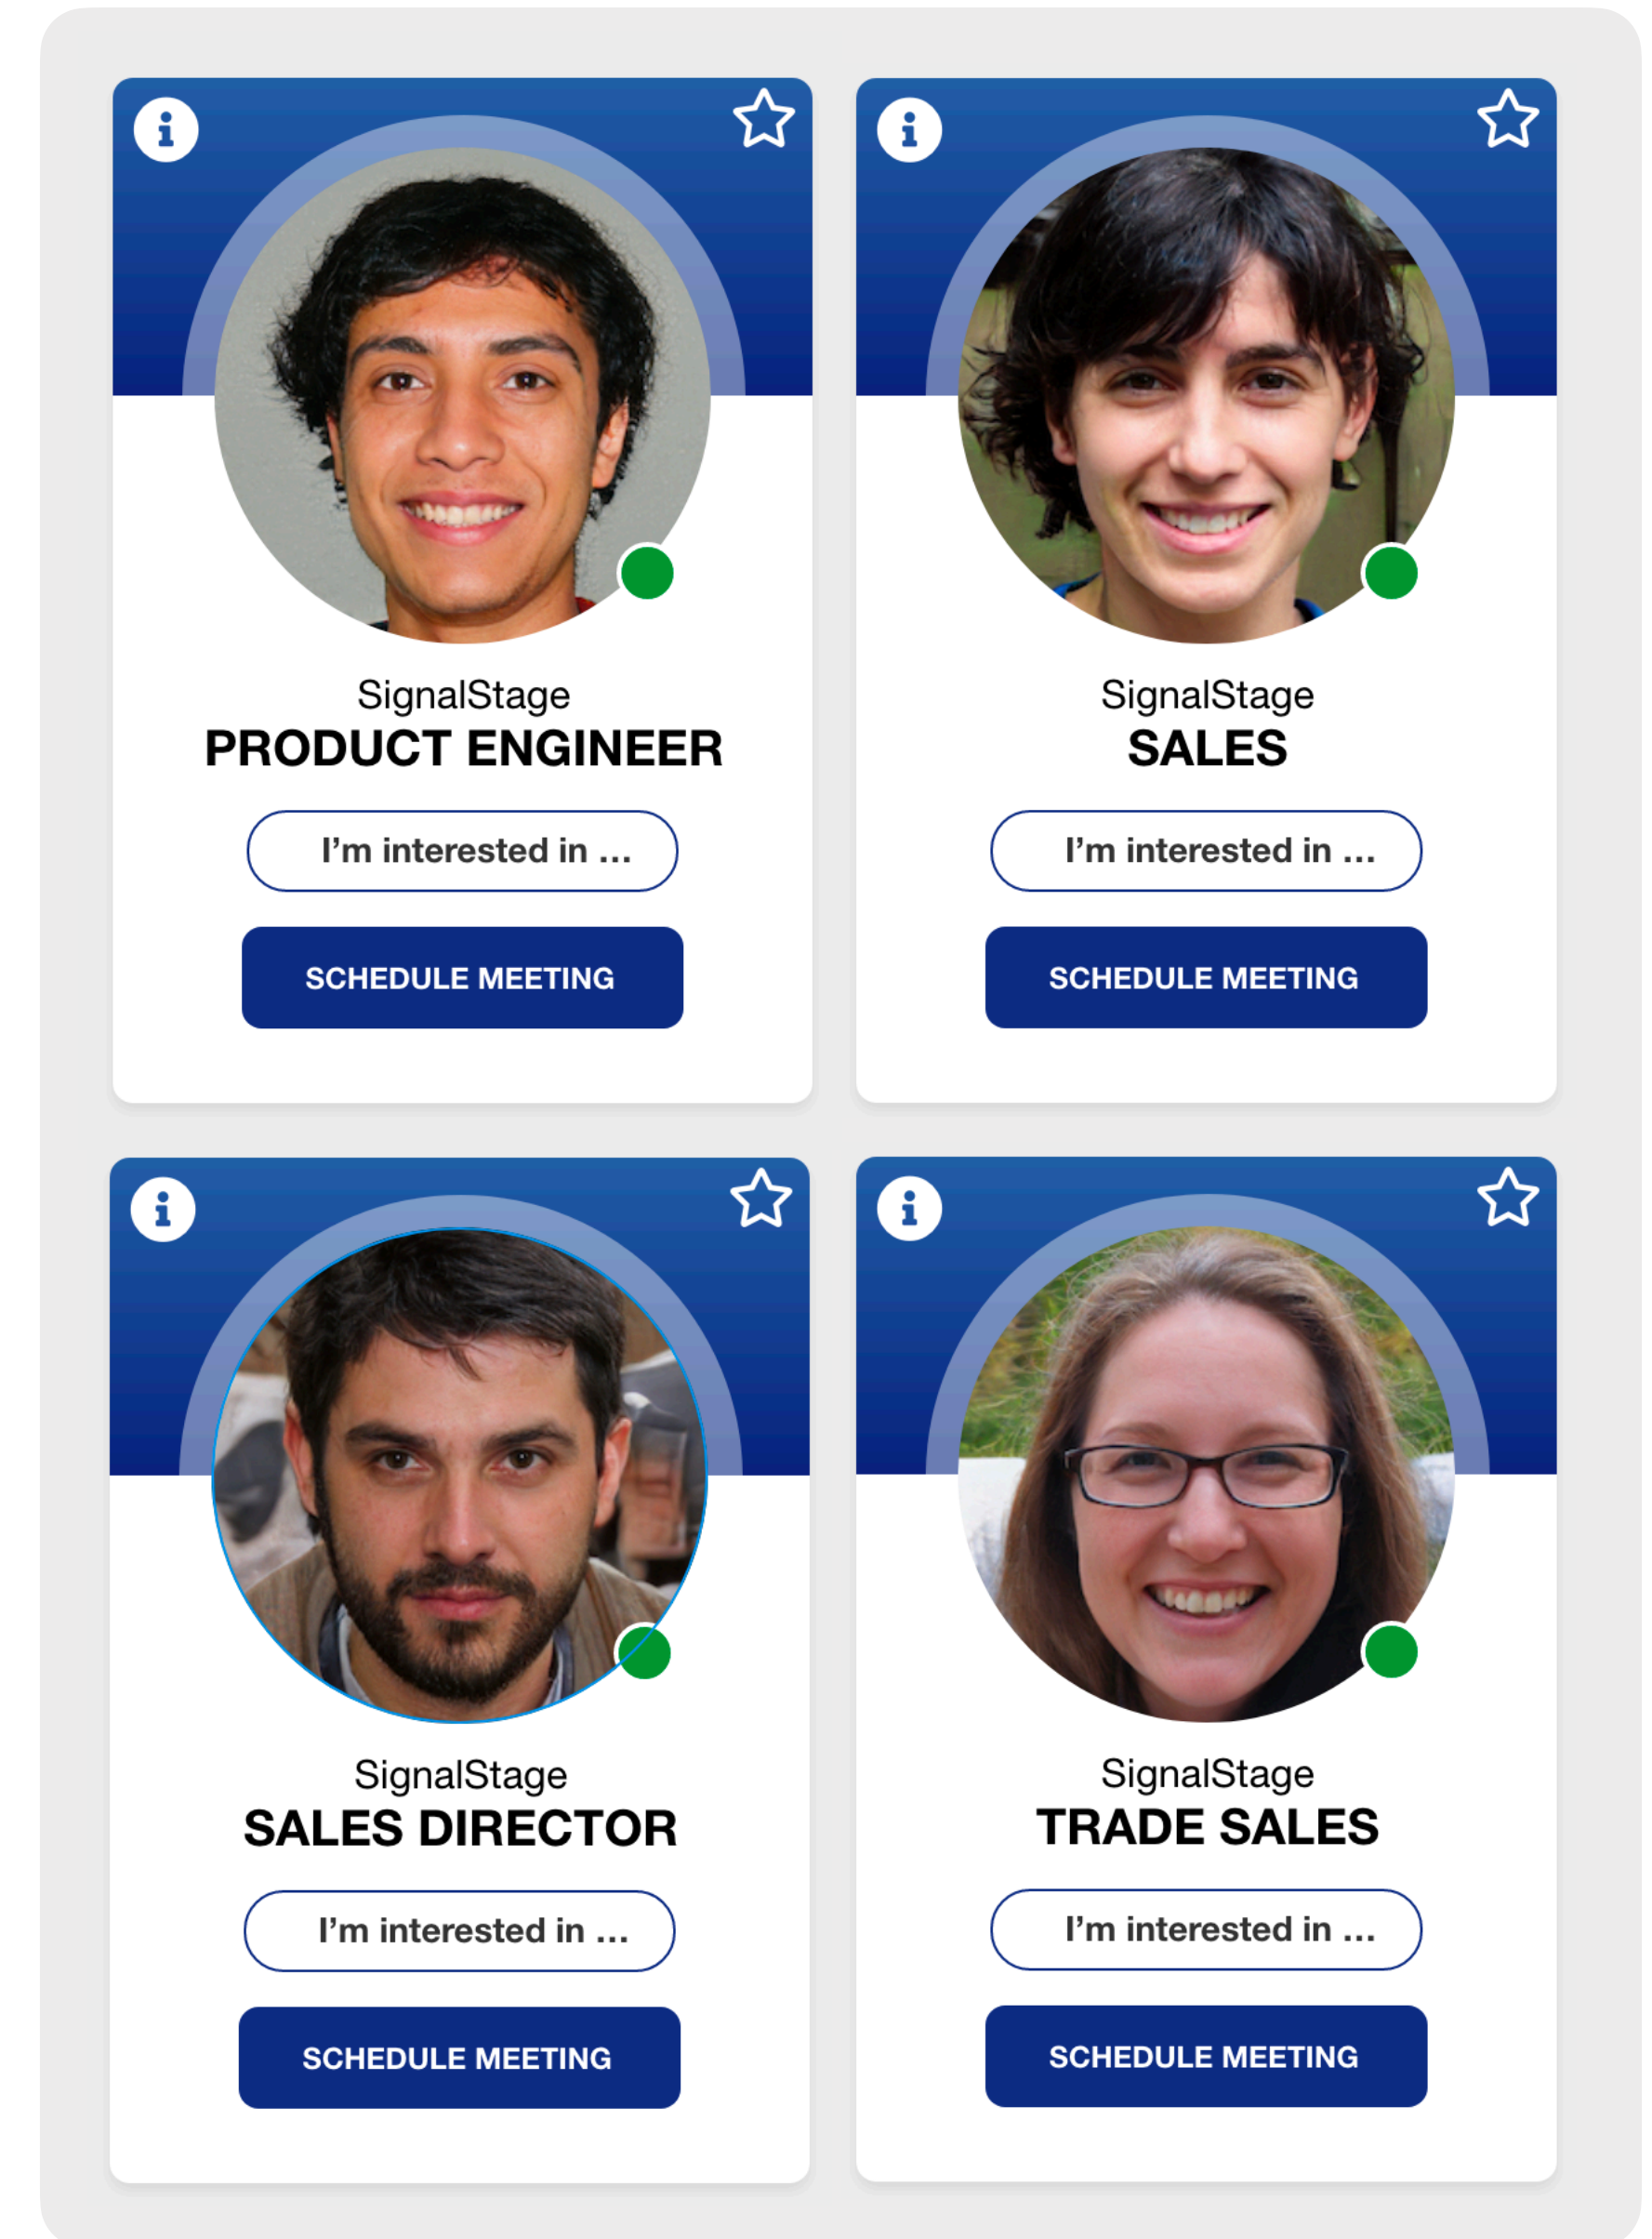 SignalStage
PRODUCT ENGINEER
I’m interested in ...
SCHEDULE MEETING
SignalStage
SALES
I’m interested in ...
SCHEDULE MEETING
SignalStage
SALES DIRECTOR
I’m interested in ...
SCHEDULE MEETING
SignalStage
TRADE SALES
I’m interested in ...
SCHEDULE MEETING